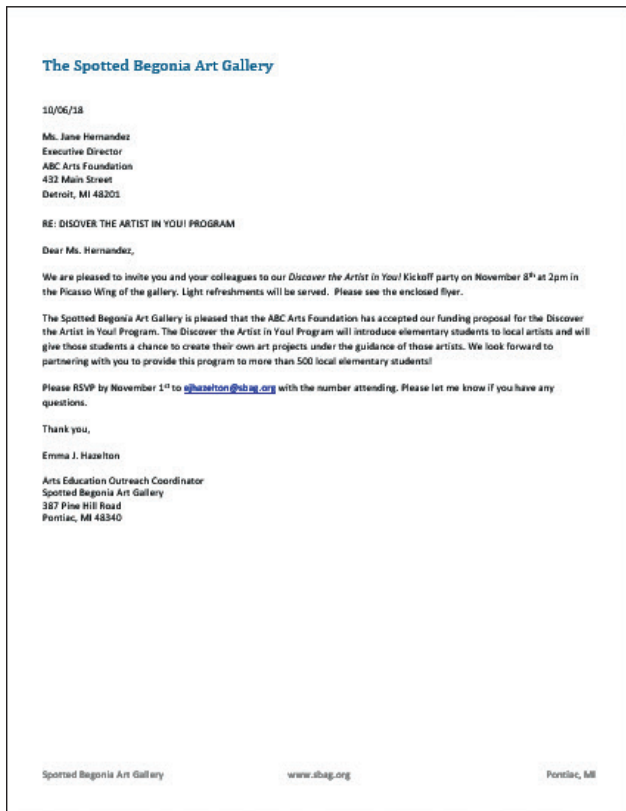 The Spotted Begonia Art Gallery
10/06/18
Ms. Jane Hernandez
Executive Director
ABC Arts Foundation
432 Main Street
Detroit, MI 48201
RE: DISOVER THE ARTIST IN YOU! PROGRAM
Dear Ms. Hernandez,
We are pleased to invite you and your colleagues to our Discover the Artist in You! Kickoff party on November 8th at 2pm in
the Picasso Wing of the gallery. Light refreshments will be served. Please see the enclosed flyer.
The Spotted Begonia Art Gallery is pleased that the ABC Arts Foundation has accepted our funding proposal for the Discover
the Artist in You! Program. The Discover the Artist in You! Program will introduce elementary students to local artists and will
give those students a chance to create their own art projects under the guidance of those artists. We look forward to
partnering with you to provide this program to more than 500 local elementary students!
Please RSVP by November 1st to ejhazelton@sbag.org with the number attending. Please let me know if you have any
questions.
Thank you,
Emma J. Hazelton
Arts Education Outreach Coordinator
Spotted Begonia Art Gallery
387 Pine Hill Road
Pontiac, MI 48340
Spotted Begonia Art Gallery www.sbag.org Pontiac, MI